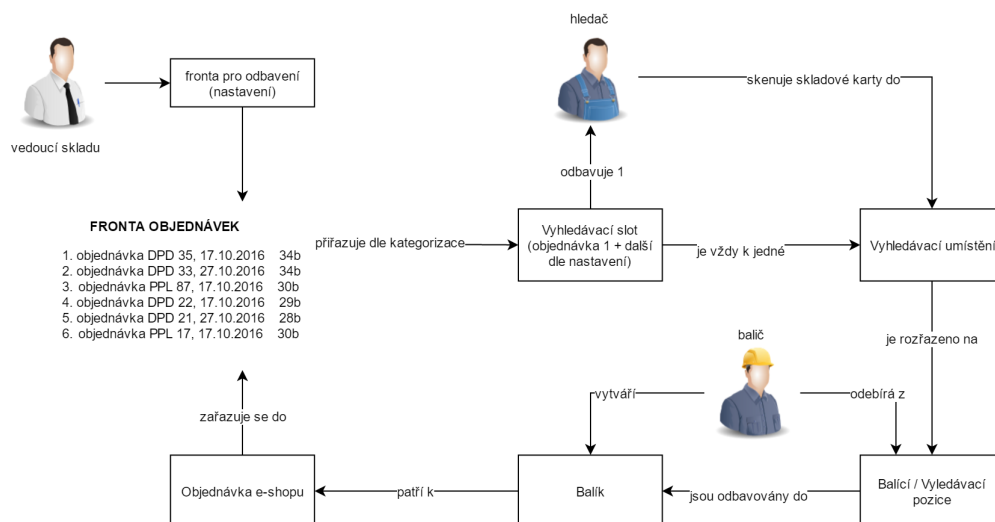 hledač
fronta pro odbavení
(nastavení)
skenuje skladové karty do
vedoucí skladu
odbavuje 1
FRONTA OBJEDNÁVEK
1. objednávka DPD 35, 17.10.2016 34b
2. objednávka DPD 33, 27.10.2016 34b
3. objednávka PPL 87, 17.10.2016 30b
4. objednávka DPD 22, 17.10.2016 29b
5. objednávka DPD 21, 27.10.2016 28b
6. objednávka PPL 17, 17.10.2016 30b
přiřazuje dle kategorizace
Vyhledávací slot
(objednávka 1 + další
dle nastavení)
je vždy k jedné
Vyhledávací umístění
balič
je rozřazeno na
vytváří
odebírá z
zařazuje se do
Objednávka e-shopu
patří k
Balík
jsou odbavovány do
Balící / Vyledávací
pozice